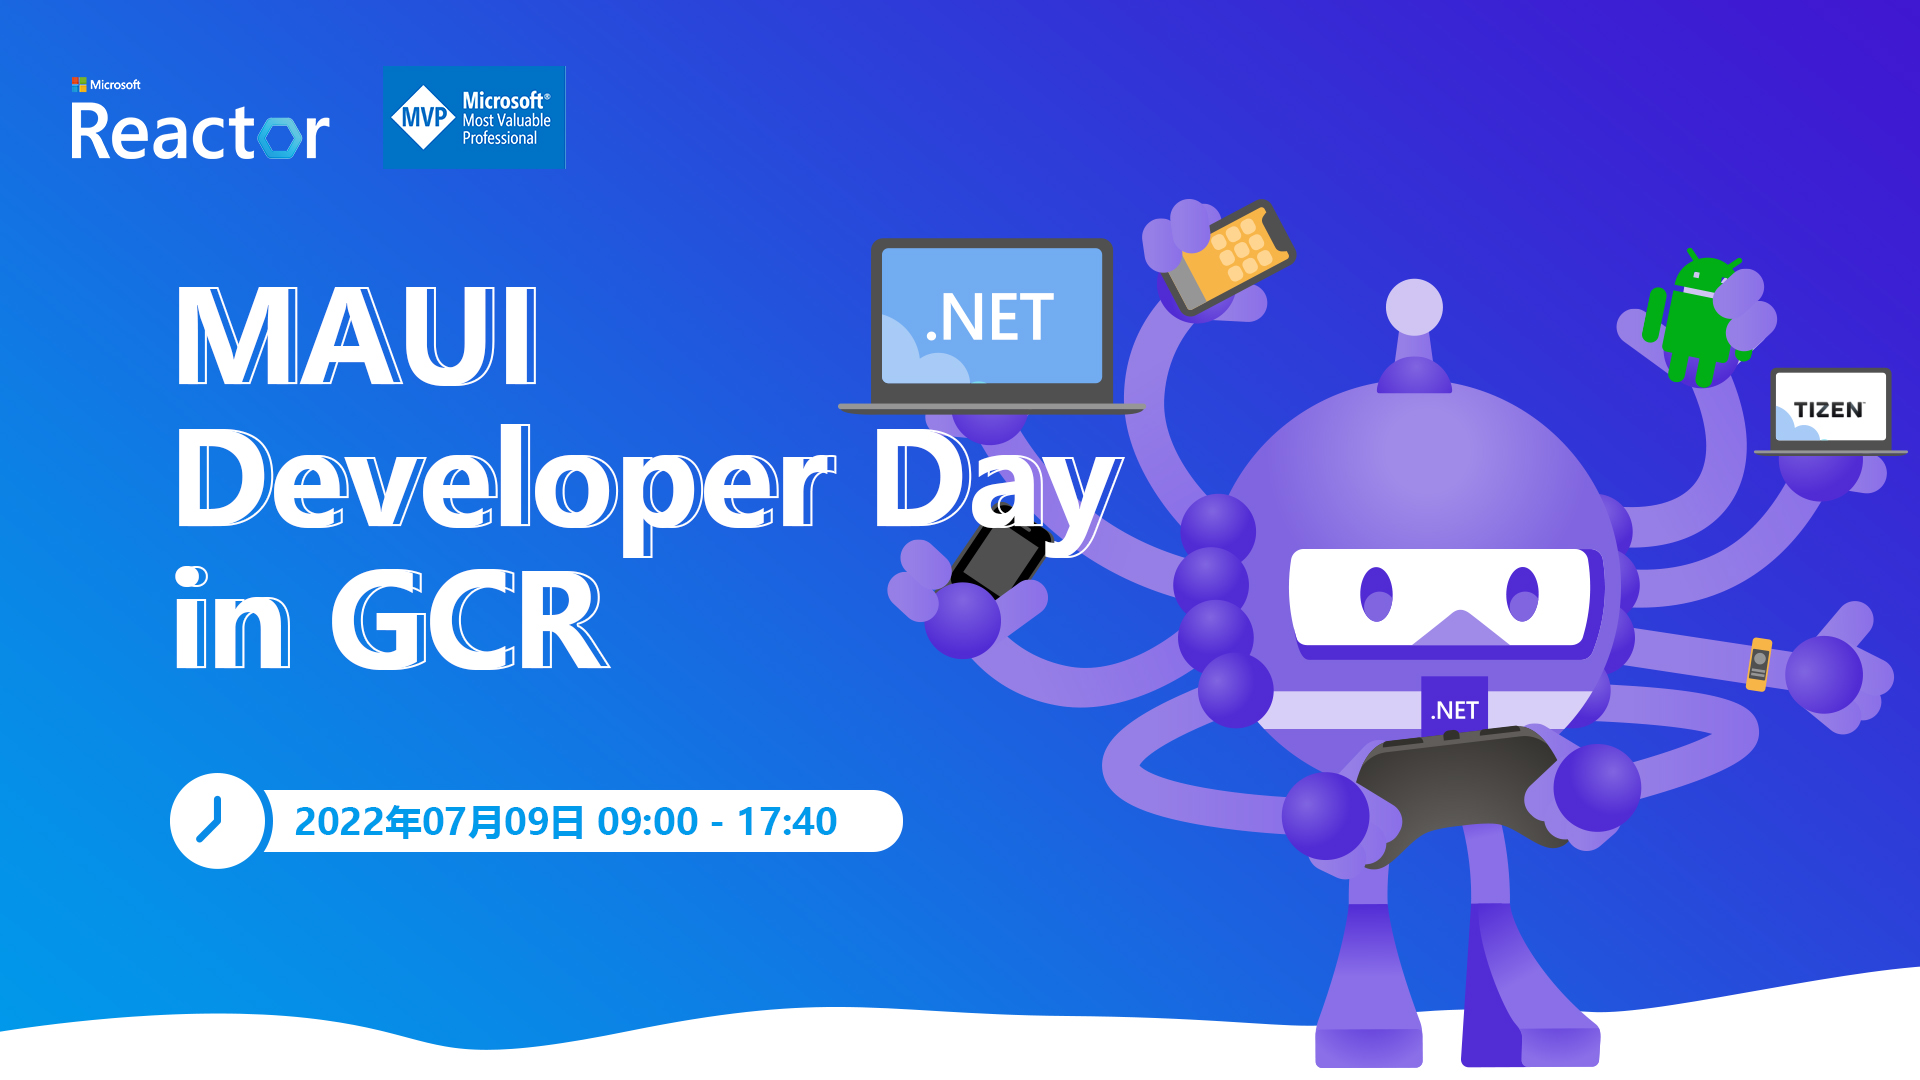 Microsoft
Reactor
MVP
Microsoft®
Most Valuable
Professional
MAUI
Developer Day
in GCR
2022年07月09日 09:00 - 17:40
.NET
TIZEN™
.NET